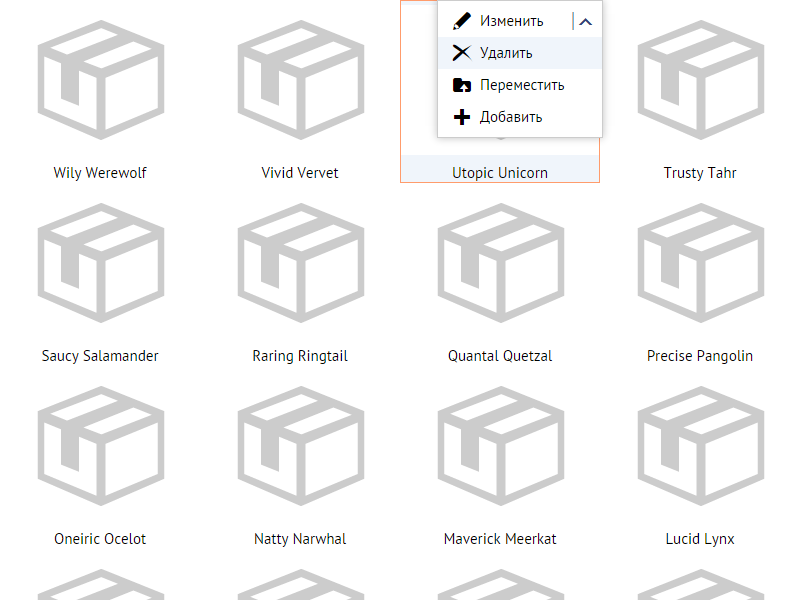 Изменить
Удалить
Переместить
Добавить
Wily Werewolf
Vivid Vervet
Utopic Unicorn
Trusty Tahr
Saucy Salamander
Raring Ringtail
Quantal Quetzal
Precise Pangolin
Oneiric Ocelot
Natty Narwhal
Maverick Meerkat
Lucid Lynx